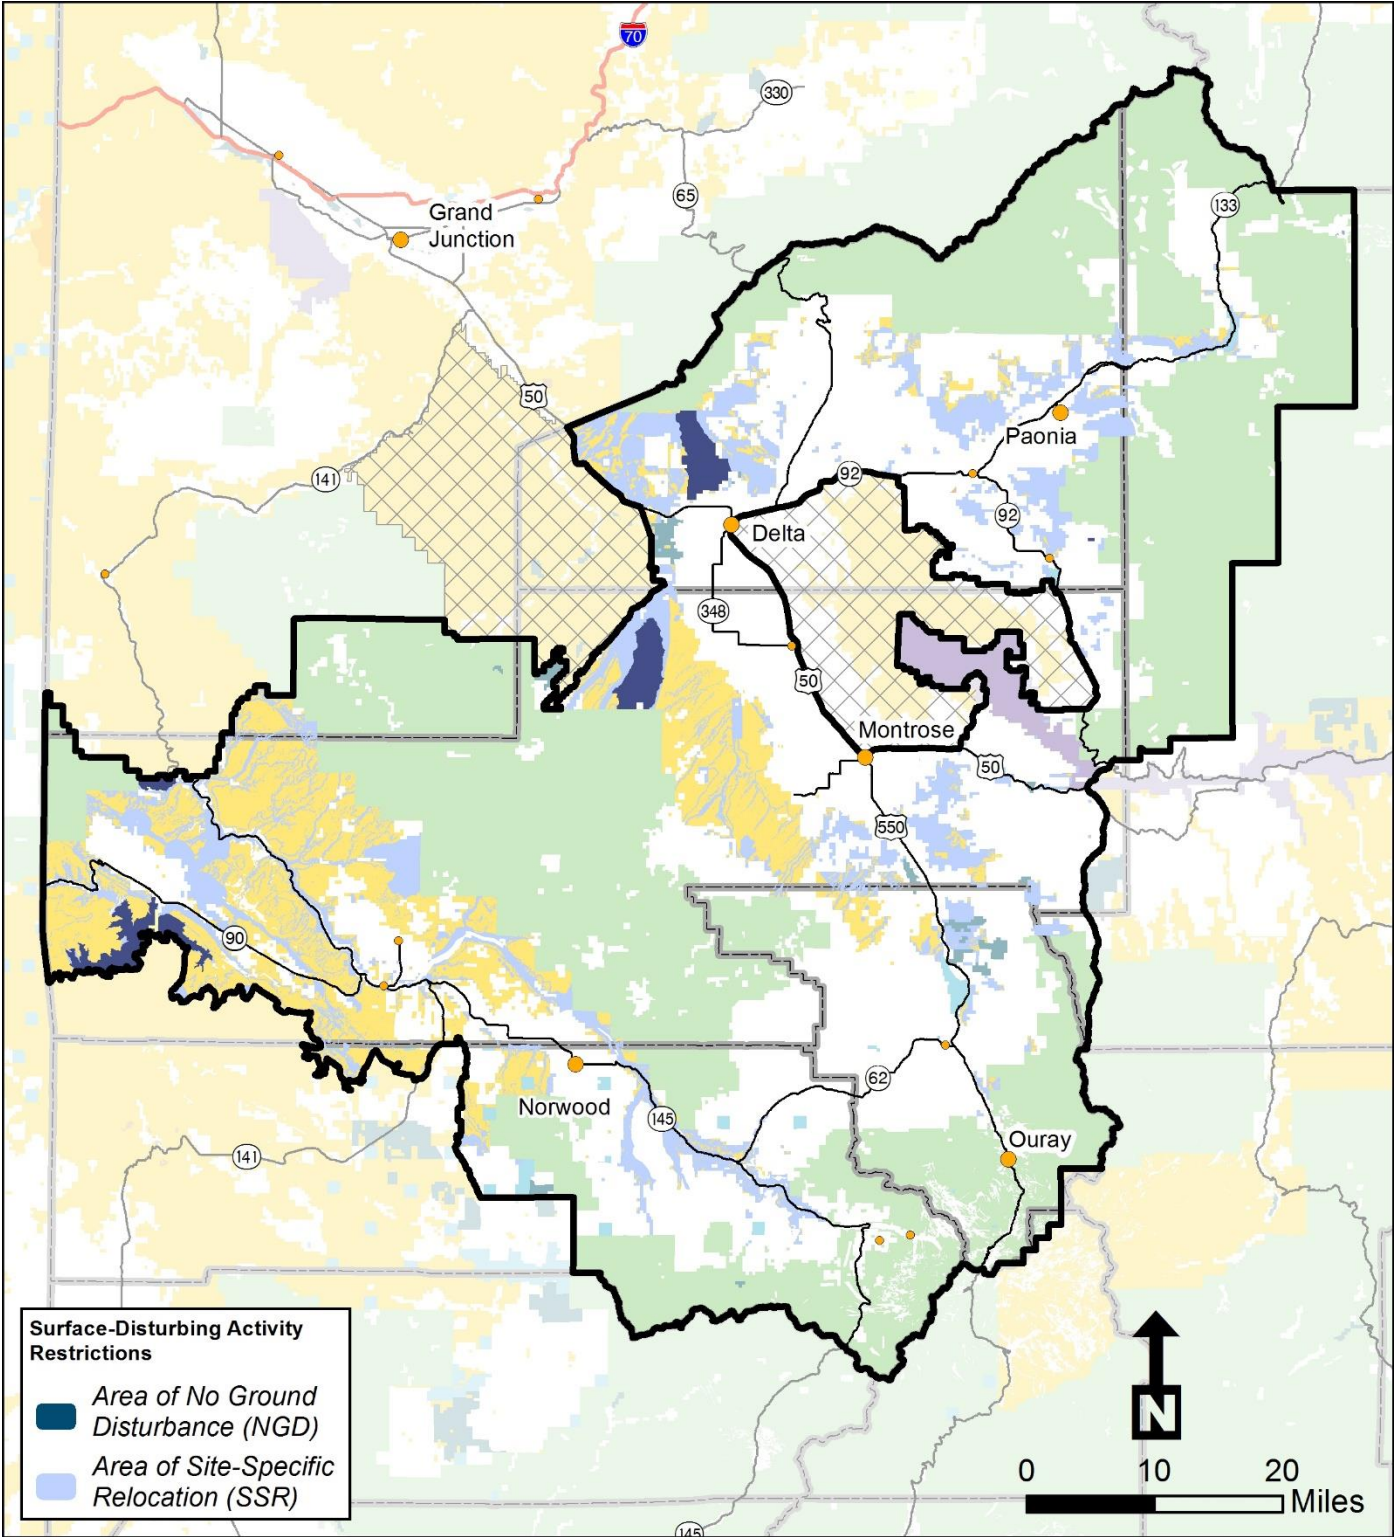 70
330
65
133
Grand
Junction
50
141
Paonia
92
92
Delta
348
50
Montrose
50
550
90
62
Norwood
145
Ouray
141
Surface-Disturbing Activity
Restrictions
Area of No Ground
Disturbance (NGD)
Area of Site-Specific
Relocation (SSR)
N
0 10 20
Miles
145